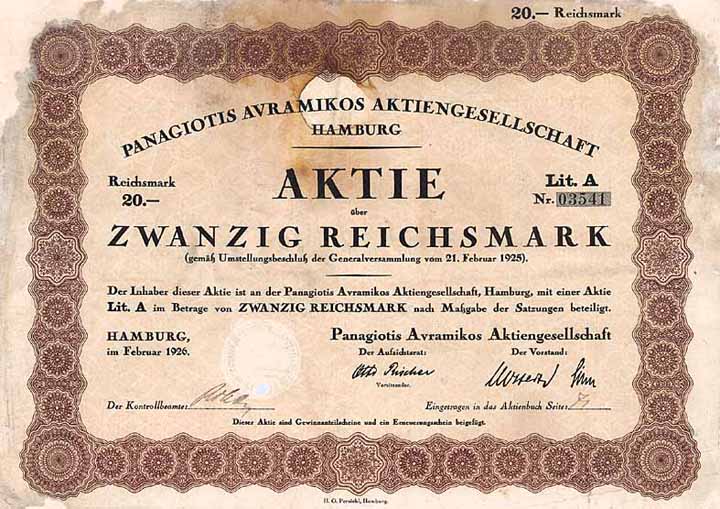 20.— Reichsmark
PANAGIOTIS AVRAMIKOS AKTIENGESELLSCHAFT
HAMBURG
Reichsmark
20.—
AKTIE
Lit. A
Nr. 03541
über
ZWANZIG REICHSMARK
(gemäß Umstellungsbeschluß der Generalversammlung vom 21. Februar 1925).
Der Inhaber dieser Aktie ist an der Panagiotis Avramikos Aktiengesellschaft, Hamburg, mit einer Aktie
Lit. A im Betrage von ZWANZIG REICHSMARK nach Maßgabe der Satzungen beteiligt.
HAMBURG,
im Februar 1926.
Panagiotis Avramikos Aktiengesellschaft
Der Aufsichtsrat:
Der Vorstand:
Otto
Vorsitzender.
Der Kontrollbeamte:
Eingetragen in das Aktienbuch Seite:
Dieser Aktie sind Gewinnanteilscheine und ein Erneuerungsschein beigefügt.
H. O. Persiehl, Hamburg.